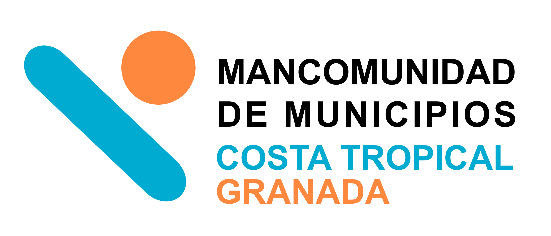 MANCOMUNIDAD
DE MUNICIPIOS
COSTA TROPICAL
GRANADA